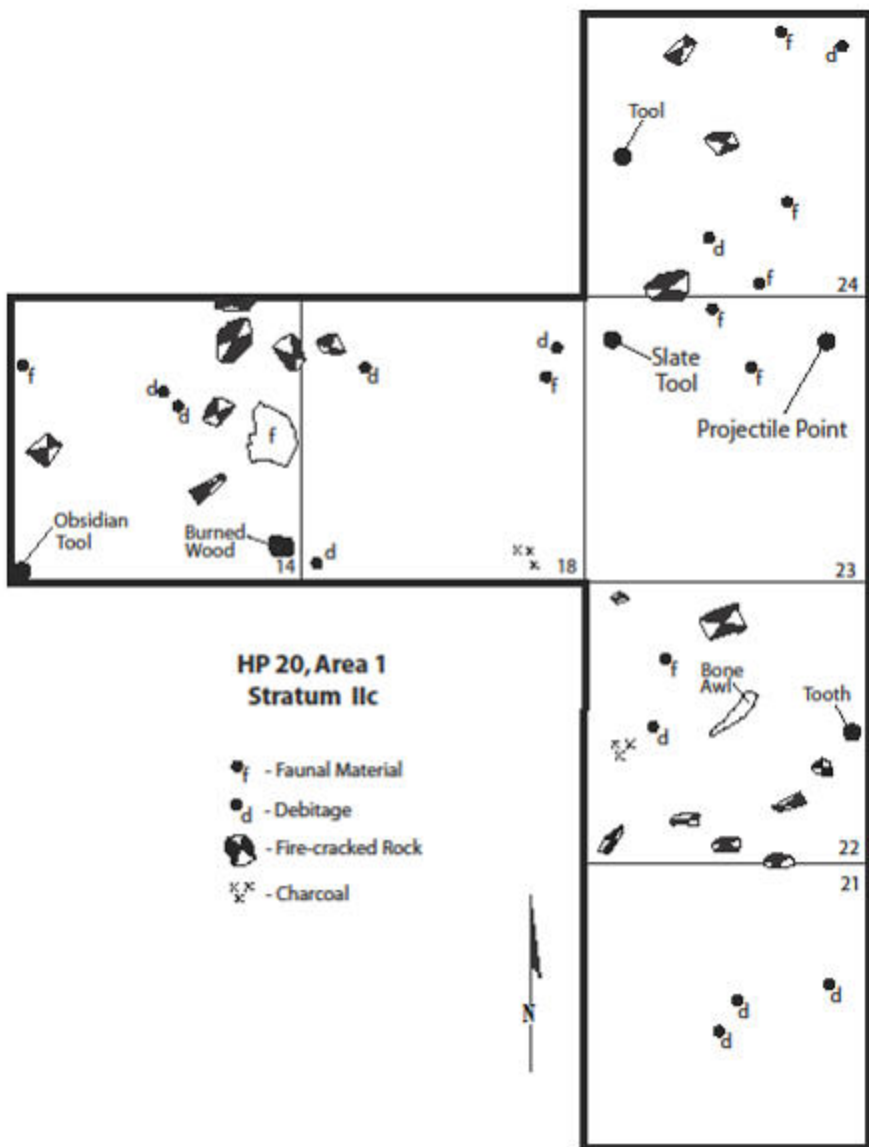 f
d
Tool
f
d
f
24
f
Slate
Tool
f
Projectile Point
d
f
d
f
d
d
f
Obsidian
Tool
Burned
Wood
14
d
18
23
HP 20, Area 1
Stratum IIc
f - Faunal Material
d - Debitage
- Fire-cracked Rock
- Charcoal
N
f
Bone
Awl
Tooth
d
22
21
d
d
d